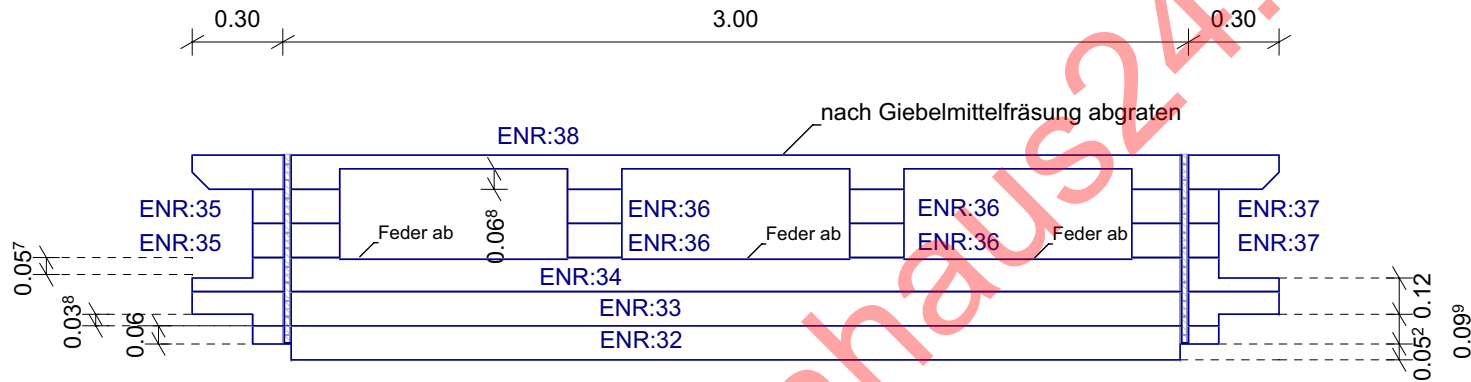 0.30 3.00 0.30
nach Giebelmittelfräsung abgraten
ENR:38
ENR:35 ENR:36 ENR:36 ENR:37
0.06⁸
Feder ab Feder ab Feder ab
ENR:35 ENR:36 ENR:36 ENR:37
0.05⁷
ENR:34
0.12
ENR:33
0.03⁸
0.06
0.09⁹
ENR:32
0.05²
haus24.